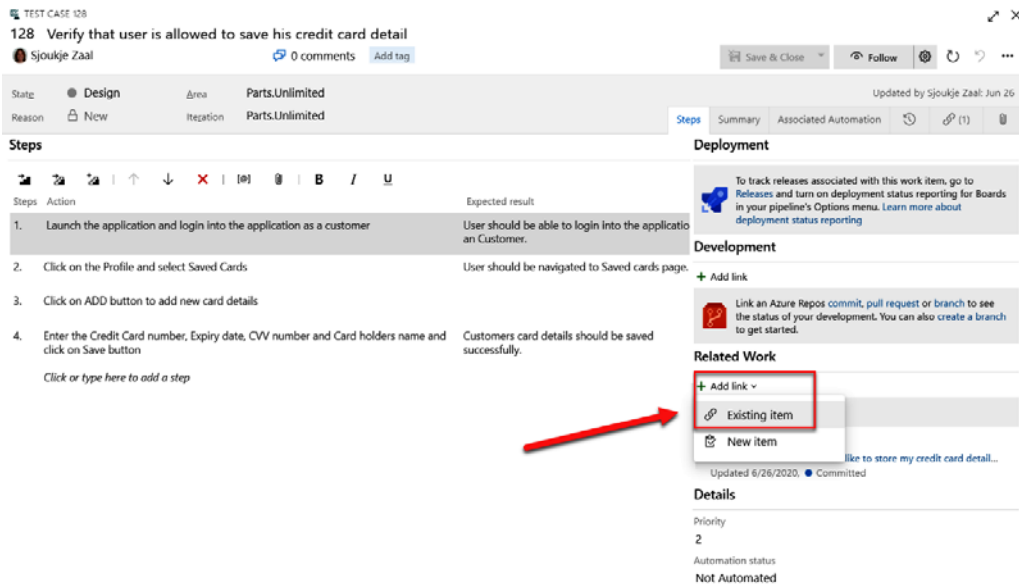 TEST CASE 128
128 Verify that user is allowed to save his credit card detail
Sjoukje Zaal
0 comments
Add tag
Save & Close
Follow
State
Design
Area
Parts.Unlimited
Updated by Sjoukje Zaal: Jun 26
Reason
New
Iteration
Parts.Unlimited
Steps
Summary
Associated Automation
(1)
Steps
B I U
Steps Action
Expected result
1. Launch the application and login into the application as a customer
User should be able to login into the applicatio
an Customer.
2. Click on the Profile and select Saved Cards
User should be navigated to Saved cards page.
3. Click on ADD button to add new card details
4. Enter the Credit Card number, Expiry date, CVV number and Card holders name and
click on Save button
Customers card details should be saved
successfully.
Click or type here to add a step
Deployment
To track releases associated with this work item, go to
Releases and turn on deployment status reporting for Boards
in your pipeline's Options menu. Learn more about
deployment status reporting
Development
+ Add link
Link an Azure Repos commit, pull request or branch to see
the status of your development. You can also create a branch
to get started.
Related Work
+ Add link
Existing item
New item
like to store my credit card detail...
Updated 6/26/2020, Committed
Details
Priority
2
Automation status
Not Automated